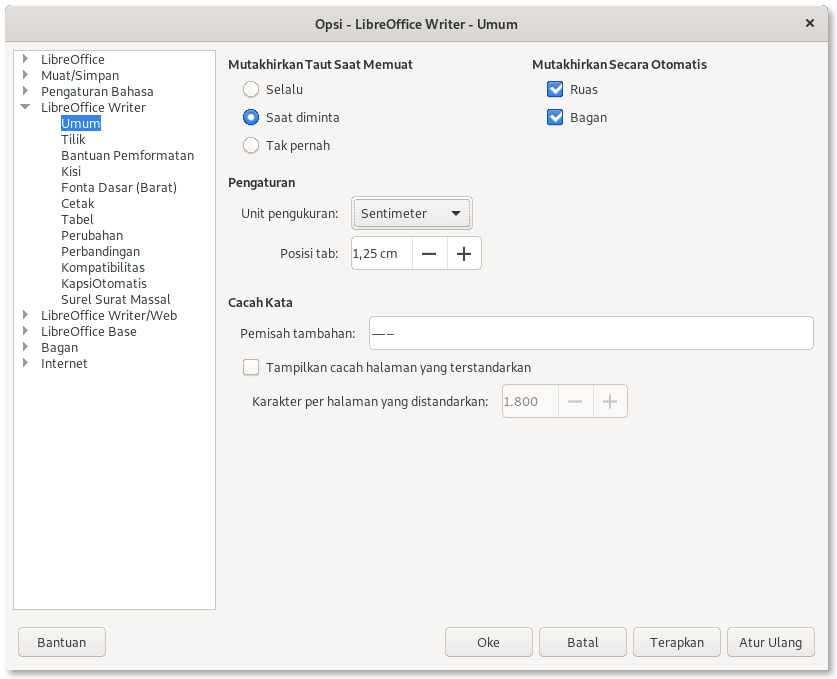 Opsi - LibreOffice Writer - Umum
LibreOffice
Muat/Simpan
Pengaturan Bahasa
LibreOffice Writer
Umum
Tilik
Bantuan Pemformatan
Kisi
Fonta Dasar (Barat)
Cetak
Tabel
Perubahan
Perbandingan
Kompatibilitas
KapsiOtomatis
Surel Surat Massal
LibreOffice Writer/Web
LibreOffice Base
Bagan
Internet
Mutakhirkan Taut Saat Memuat
Selalu
Saat diminta
Tak pernah
Mutakhirkan Secara Otomatis
Ruas
Bagan
Pengaturan
Unit pengukuran: Sentimeter
Posisi tab: 1,25 cm
Cacah Kata
Pemisah tambahan: —–
Tampilkan cacah halaman yang terstandarkan
Karakter per halaman yang distandarkan: 1.800
Bantuan Oke Batal Terapkan Atur Ulang